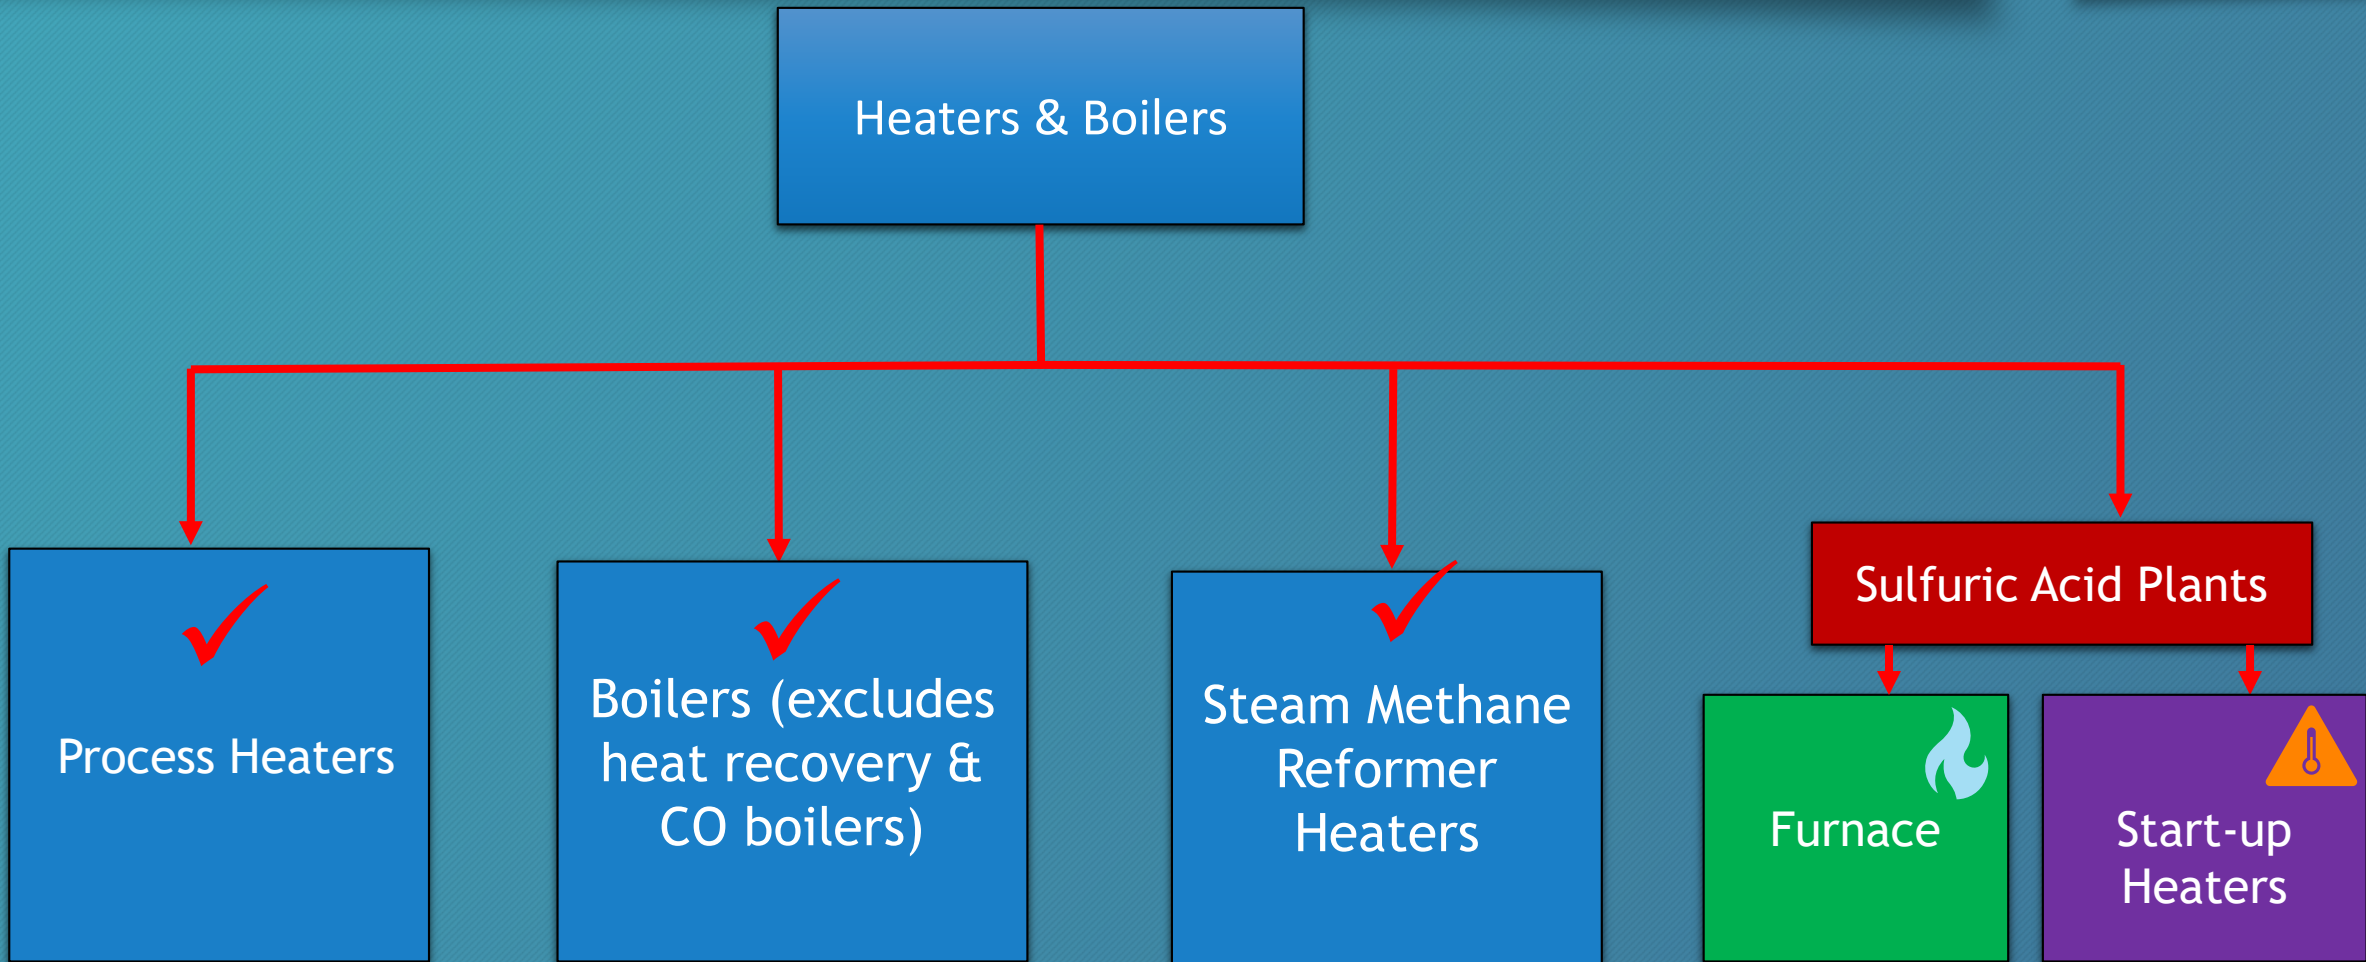 Heaters & Boilers
Process Heaters
Boilers (excludes
heat recovery &
CO boilers)
Steam Methane
Reformer
Heaters
Sulfuric Acid Plants
Furnace
Start-up
Heaters